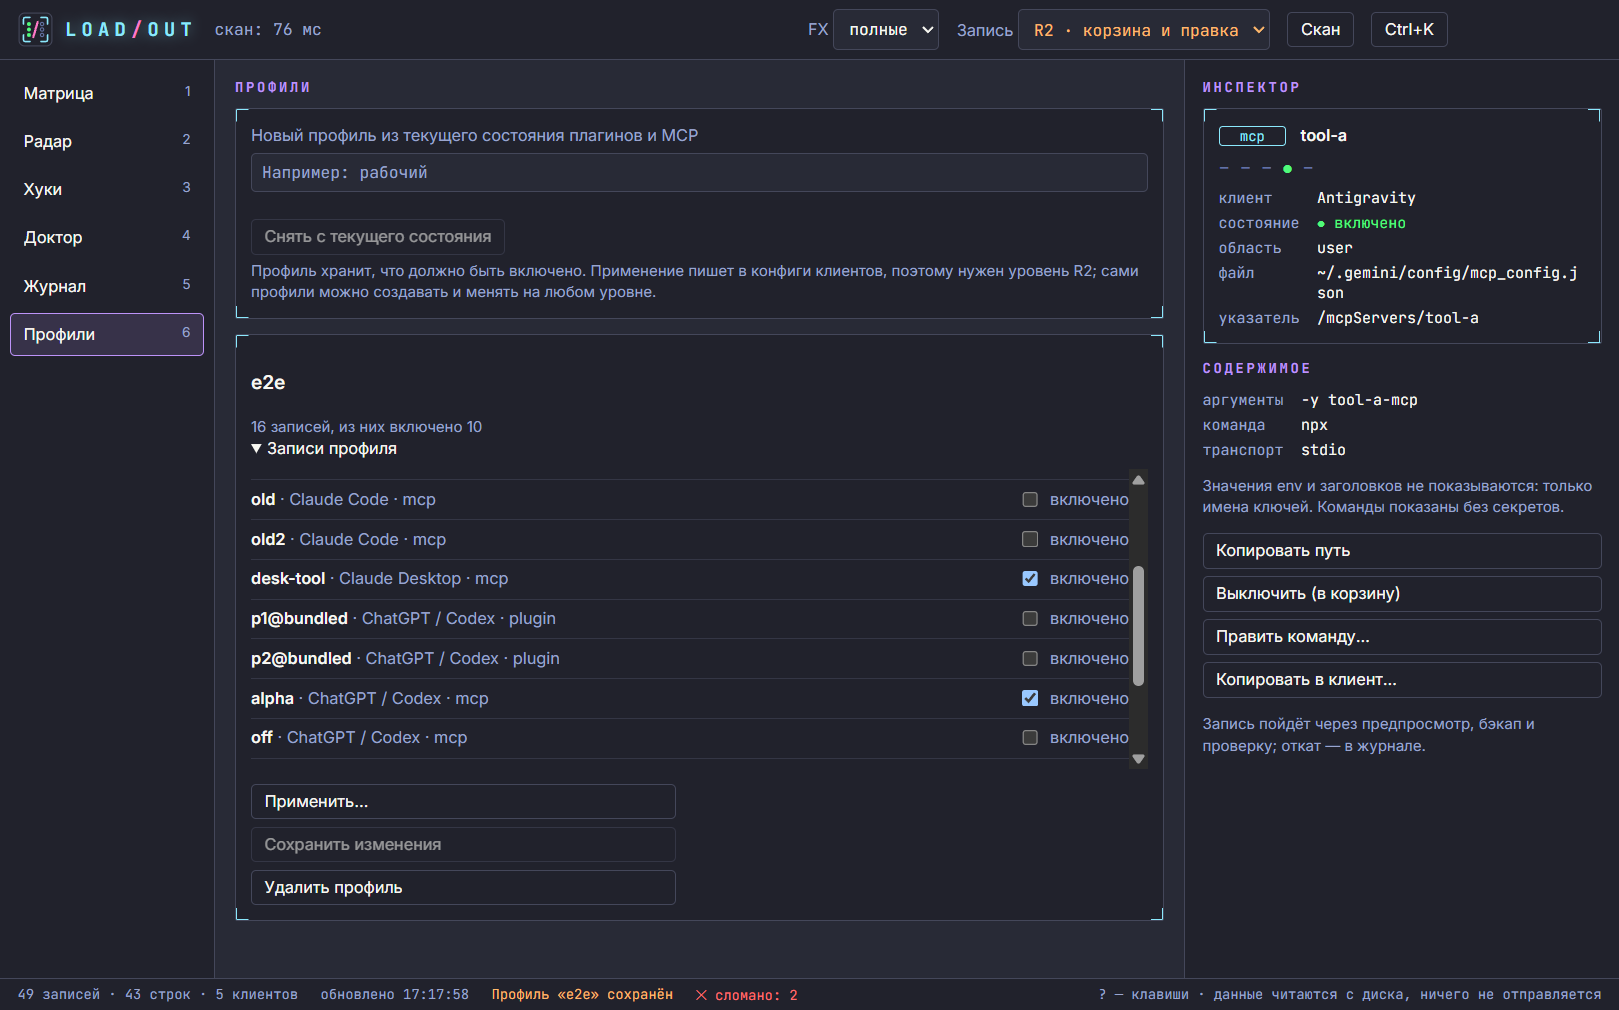 LOAD/OUT скан: 76 мс FX полные Запись R2 · корзина и правка Скан Ctrl+K
Матрица 1
Радар 2
Хуки 3
Доктор 4
Журнал 5
Профили 6
ПРОФИЛИ
Новый профиль из текущего состояния плагинов и MCP
Например: рабочий
Снять с текущего состояния
Профиль хранит, что должно быть включено. Применение пишет в конфиги клиентов, поэтому нужен уровень R2; сами
профили можно создавать и менять на любом уровне.
e2e
16 записей, из них включено 10
▼ Записи профиля
old · Claude Code · mcp включено
old2 · Claude Code · mcp включено
desk-tool · Claude Desktop · mcp включено
p1@bundled · ChatGPT / Codex · plugin включено
p2@bundled · ChatGPT / Codex · plugin включено
alpha · ChatGPT / Codex · mcp включено
off · ChatGPT / Codex · mcp включено
Применить...
Сохранить изменения
Удалить профиль
ИНСПЕКТОР
mcp tool-a
— — — ● —
клиент Antigravity
состояние ● включено
область user
файл ~/.gemini/config/mcp_config.j
son
указатель /mcpServers/tool-a
СОДЕРЖИМОЕ
аргументы -y tool-a-mcp
команда npx
транспорт stdio
Значения env и заголовков не показываются: только
имена ключей. Команды показаны без секретов.
Копировать путь
Выключить (в корзину)
Править команду...
Копировать в клиент...
Запись пойдёт через предпросмотр, бэкап и
проверку; откат — в журнале.
49 записей · 43 строк · 5 клиентов обновлено 17:17:58 Профиль «e2e» сохранён ✕ сломано: 2 ? — клавиши · данные читаются с диска, ничего не отправляется